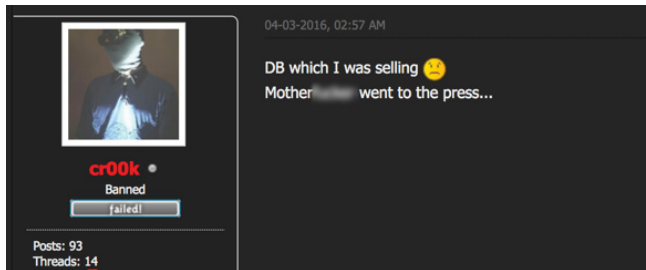 04-03-2016, 02:57 AM
DB which I was selling
Mother went to the press...
cr00k
Banned
failed!
Posts: 93
Threads: 14